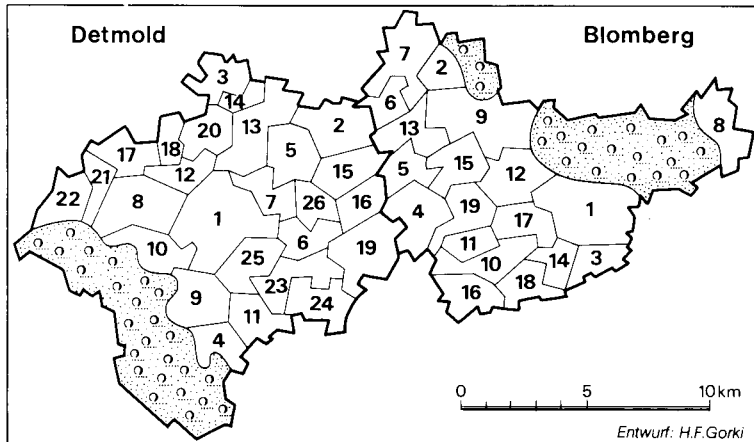 Detmold Blomberg
7
3 2
14 6 9 8
20 13 2 13
17 18 5
21 12 15 5 15 12
22 8 7 26 16 4 19 17 1
1
10 6 11
25 19 10 14 3
9 23 24 16 18
11
4
0 5 10 km
Entwurf: H.F.Gorki